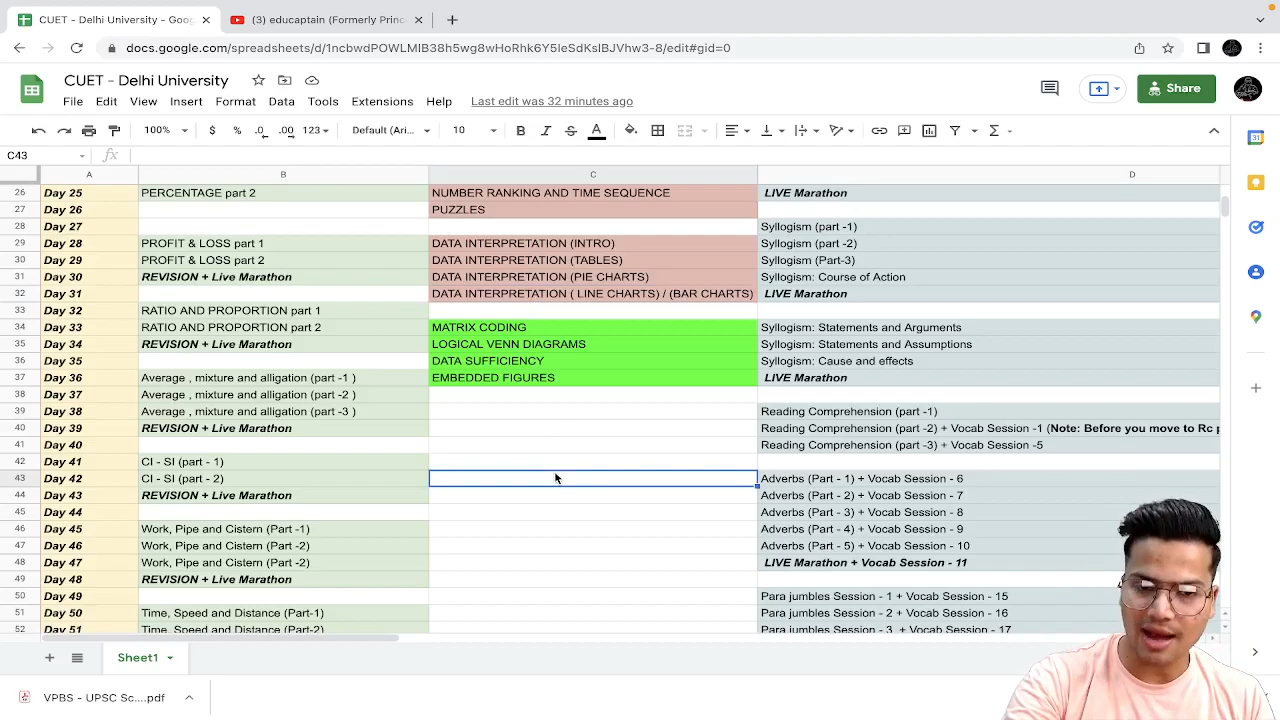 CUET - Delhi University - Goo
(3) educaptain (Formerly Princ
docs.google.com/spreadsheets/d/1ncbwdPOWLMIB38h5wg8wHoRhk6Y5IeSdKsIBJVhw3-8/edit#gid=0
CUET - Delhi University
File Edit View Insert Format Data Tools Extensions Help Last edit was 32 minutes ago
Share
100% $ % .0 .00 123 Default (Ari... 10 B I S A
C43 fx
A B C D
26 Day 25 PERCENTAGE part 2 NUMBER RANKING AND TIME SEQUENCE LIVE Marathon
27 Day 26 PUZZLES
28 Day 27 Syllogism (part -1)
29 Day 28 PROFIT & LOSS part 1 DATA INTERPRETATION (INTRO) Syllogism (part -2)
30 Day 29 PROFIT & LOSS part 2 DATA INTERPRETATION (TABLES) Syllogism (Part-3)
31 Day 30 REVISION + Live Marathon DATA INTERPRETATION (PIE CHARTS) Syllogism: Course of Action
32 Day 31 DATA INTERPRETATION ( LINE CHARTS) / (BAR CHARTS) LIVE Marathon
33 Day 32 RATIO AND PROPORTION part 1
34 Day 33 RATIO AND PROPORTION part 2 MATRIX CODING Syllogism: Statements and Arguments
35 Day 34 REVISION + Live Marathon LOGICAL VENN DIAGRAMS Syllogism: Statements and Assumptions
36 Day 35 DATA SUFFICIENCY Syllogism: Cause and effects
37 Day 36 Average , mixture and alligation (part -1 ) EMBEDDED FIGURES LIVE Marathon
38 Day 37 Average , mixture and alligation (part -2 )
39 Day 38 Average , mixture and alligation (part -3 ) Reading Comprehension (part -1)
40 Day 39 REVISION + Live Marathon Reading Comprehension (part -2) + Vocab Session -1 (Note: Before you move to Rc p
41 Day 40 Reading Comprehension (part -3) + Vocab Session -5
42 Day 41 CI - SI (part - 1)
43 Day 42 CI - SI (part - 2) Adverbs (Part - 1) + Vocab Session - 6
44 Day 43 REVISION + Live Marathon Adverbs (Part - 2) + Vocab Session - 7
45 Day 44 Adverbs (Part - 3) + Vocab Session - 8
46 Day 45 Work, Pipe and Cistern (Part -1) Adverbs (Part - 4) + Vocab Session - 9
47 Day 46 Work, Pipe and Cistern (Part -2) Adverbs (Part - 5) + Vocab Session - 10
48 Day 47 Work, Pipe and Cistern (Part -2) LIVE Marathon + Vocab Session - 11
49 Day 48 REVISION + Live Marathon
50 Day 49 Para jumbles Session - 1 + Vocab Session - 15
51 Day 50 Time, Speed and Distance (Part-1) Para jumbles Session - 2 + Vocab Session - 16
52 Day 51 Time, Speed and Distance (Part-2) Para jumbles Session - 3 + Vocab Session - 17
Sheet1
VPBS - UPSC Sc....pdf
31